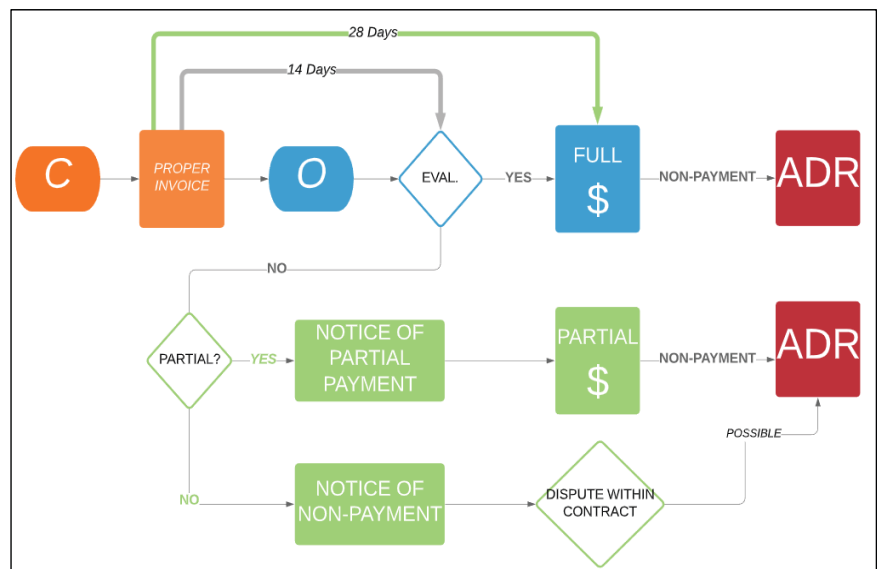 28 Days
14 Days
C
PROPER
INVOICE
O
EVAL.
YES
FULL
$
NON-PAYMENT
ADR
NO
PARTIAL?
YES
NOTICE OF
PARTIAL
PAYMENT
PARTIAL
$
NON-PAYMENT
ADR
POSSIBLE
NO
NOTICE OF
NON-PAYMENT
DISPUTE WITHIN
CONTRACT